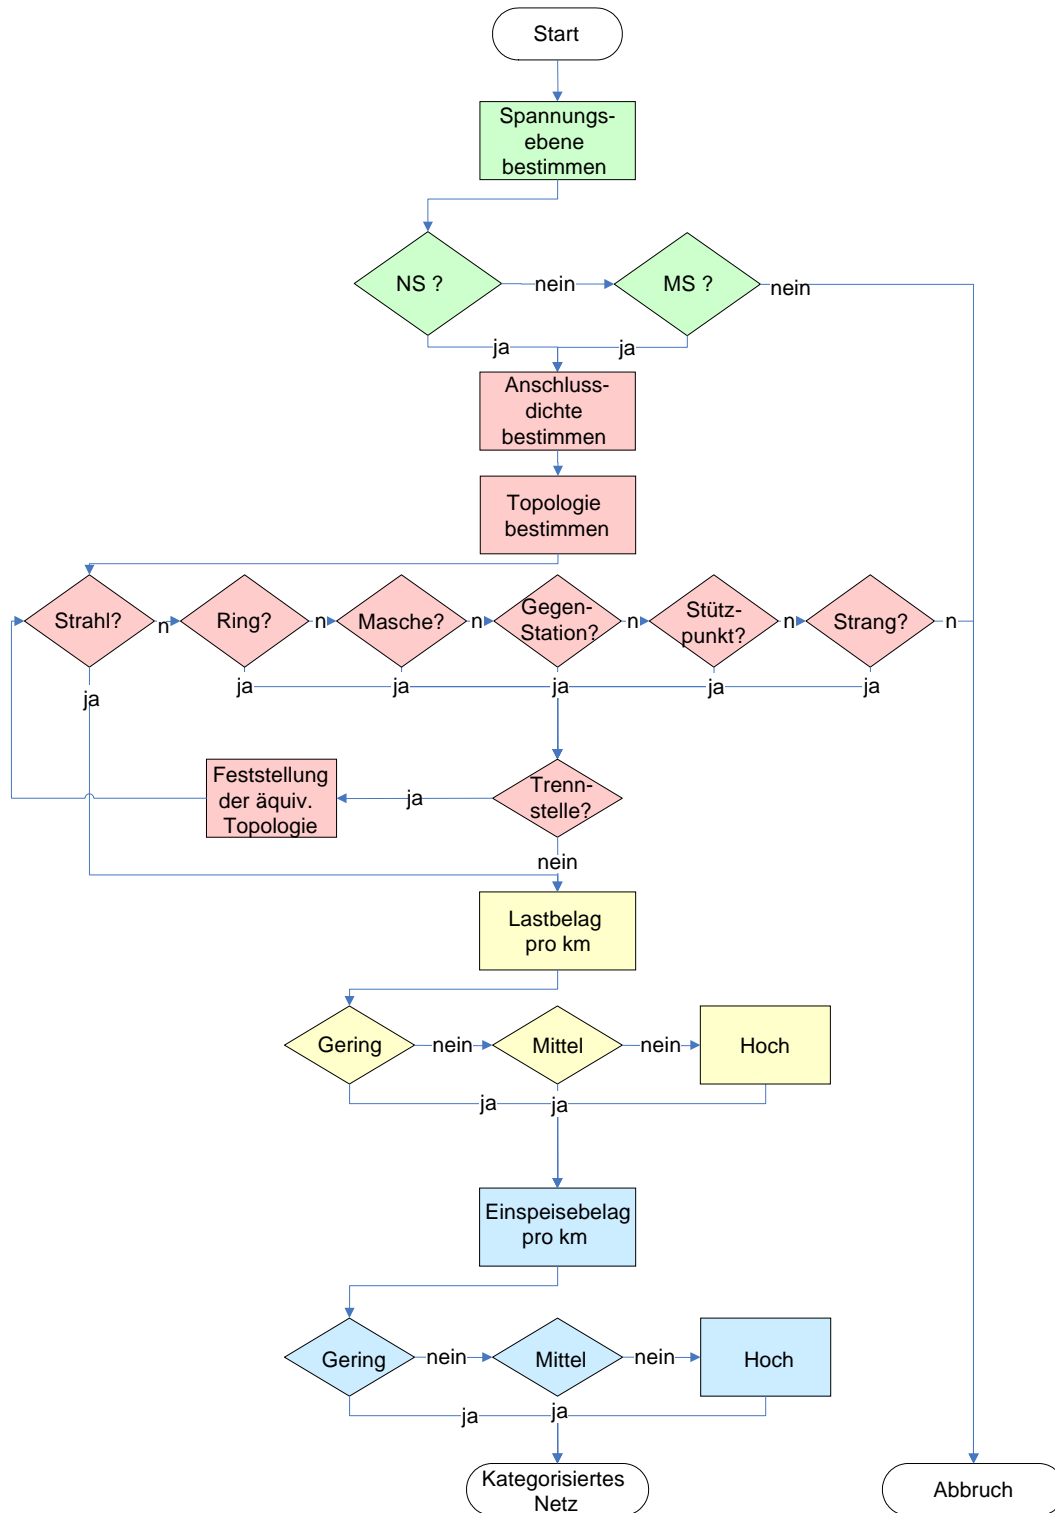 Start
Spannungs-
ebene
bestimmen
NS ?
nein
MS ?
nein
ja
ja
Anschluss-
dichte
bestimmen
Topologie
bestimmen
Strahl?
n
Ring?
n
Masche?
n
Gegen-
Station?
n
Stütz-
punkt?
n
Strang?
n
ja
ja
ja
ja
ja
ja
Feststellung
der äquiv.
Topologie
ja
Trenn-
stelle?
nein
Lastbelag
pro km
Gering
nein
Mittel
nein
Hoch
ja
ja
Einspeisebelag
pro km
Gering
nein
Mittel
nein
Hoch
ja
ja
Kategorisiertes
Netz
Abbruch